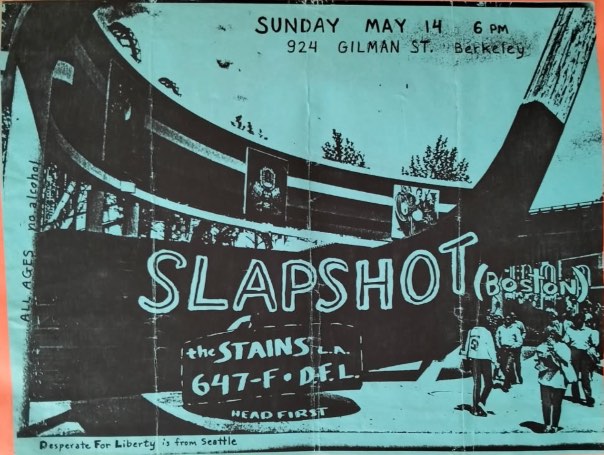 SUNDAY MAY 14 6 PM
924 GILMAN ST. Berkeley
ALL AGES no alcohol
SLAPSHOT (BOSTON)
the STAINS L.A.
647-F • D.F.L.
HEAD FIRST
Desperate For Liberty is from Seattle